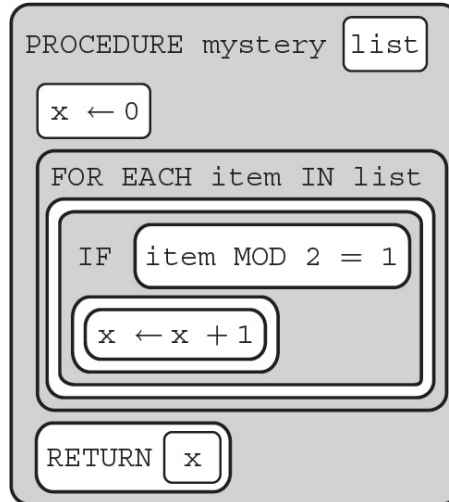 PROCEDURE mystery list
x ← 0
FOR EACH item IN list
IF item MOD 2 = 1
x ← x + 1
RETURN x